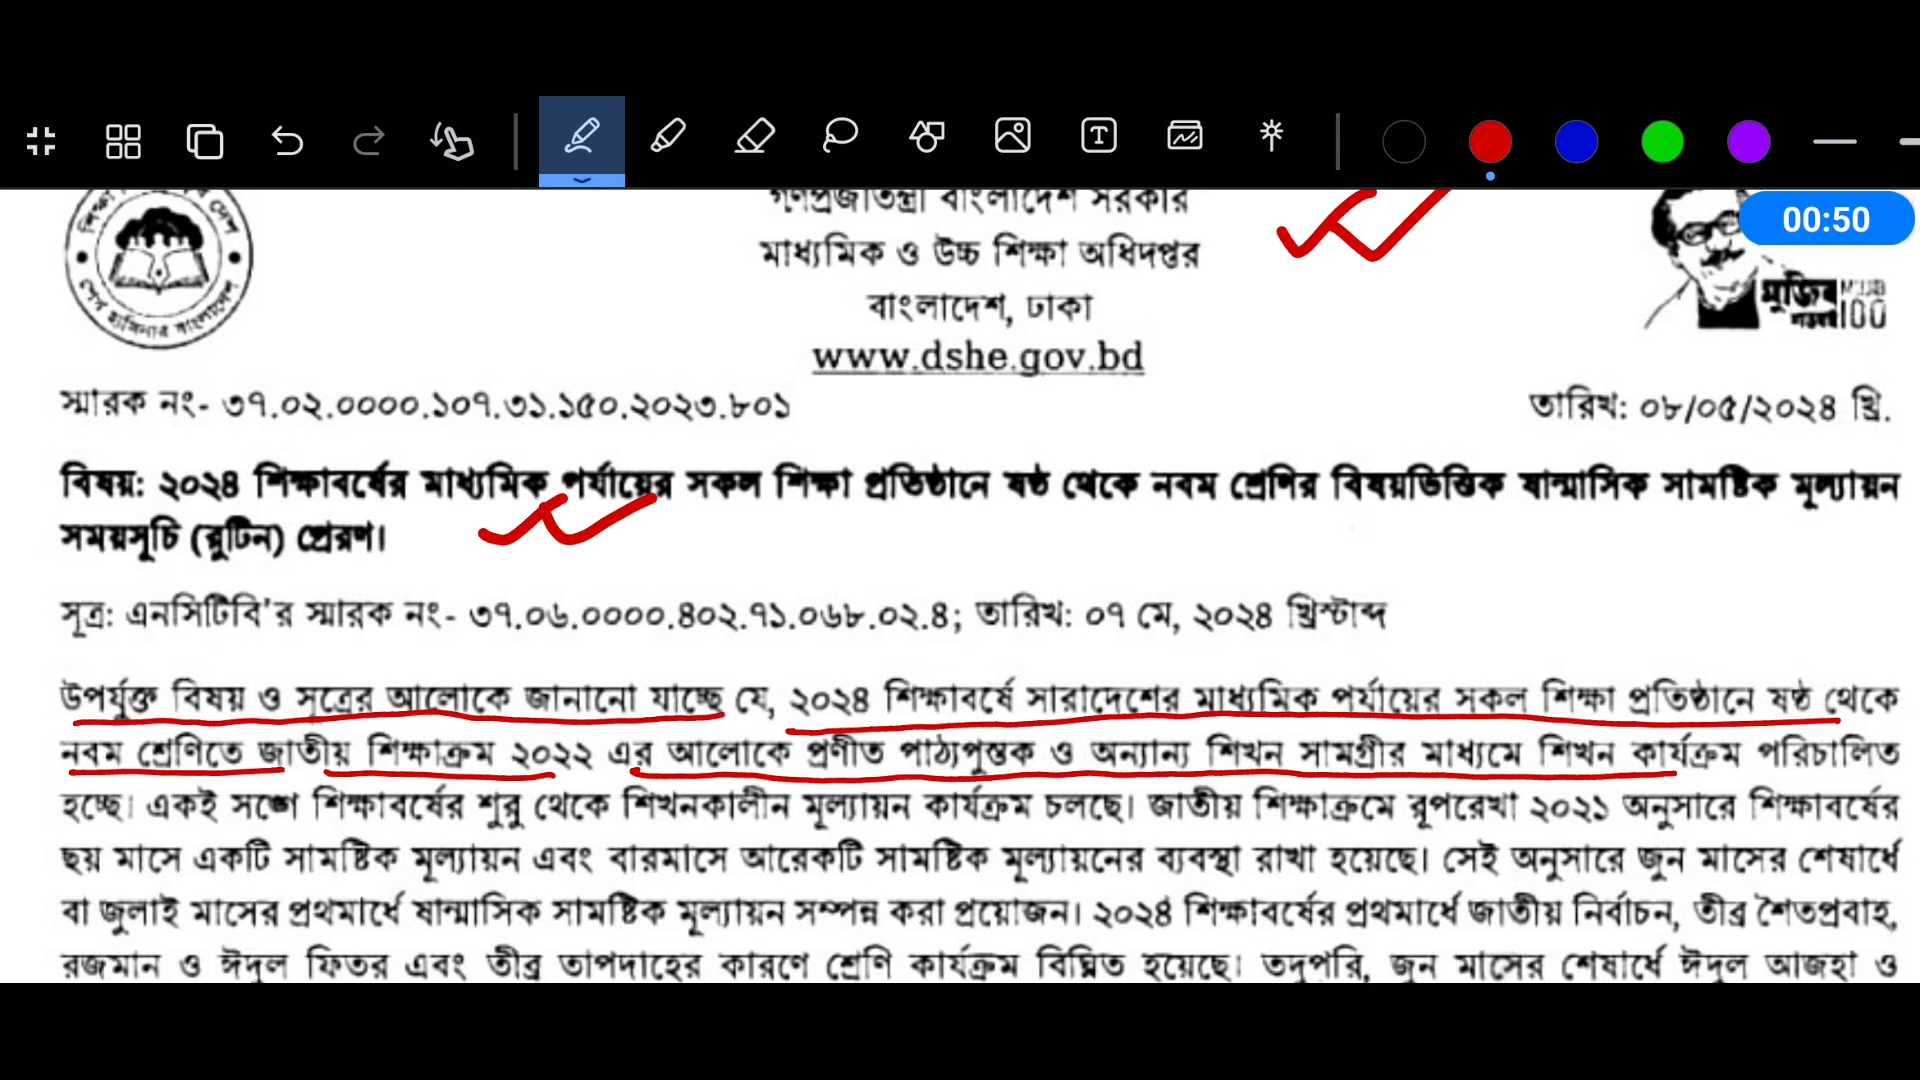 গণপ্রজাতন্ত্রী বাংলাদেশ সরকার
মাধ্যমিক ও উচ্চ শিক্ষা অধিদপ্তর
বাংলাদেশ, ঢাকা
www.dshe.gov.bd
00:50
মুজিব
100
স্মারক নং- ৩৭.০২.০০০০.১০৭.৩১.১৫০.২০২৩.৮০১
তারিখ: ০৮/০৫/২০২৪ খ্রি.
বিষয়: ২০২৪ শিক্ষাবর্ষের মাধ্যমিক পর্যায়ের সকল শিক্ষা প্রতিষ্ঠানে ষষ্ঠ থেকে নবম শ্রেণির বিষয়ভিত্তিক ষান্মাসিক সামষ্টিক মূল্যায়ন
সময়সূচি (রুটিন) প্রেরণ।
সূত্র: এনসিটিবি'র স্মারক নং- ৩৭.০৬.০০০০.৪০২.৭১.০৬৮.০২.৪; তারিখ: ০৭ মে, ২০২৪ খ্রিস্টাব্দ
উপর্যুক্ত বিষয় ও সূত্রের আলোকে জানানো যাচ্ছে যে, ২০২৪ শিক্ষাবর্ষে সারাদেশের মাধ্যমিক পর্যায়ের সকল শিক্ষা প্রতিষ্ঠানে ষষ্ঠ থেকে
নবম শ্রেণিতে জাতীয় শিক্ষাক্রম ২০২২ এর আলোকে প্রণীত পাঠ্যপুস্তক ও অন্যান্য শিখন সামগ্রীর মাধ্যমে শিখন কার্যক্রম পরিচালিত
হচ্ছে। একই সঙ্গে শিক্ষাবর্ষের শুরু থেকে শিখনকালীন মূল্যায়ন কার্যক্রম চলছে। জাতীয় শিক্ষাক্রমে রূপরেখা ২০২১ অনুসারে শিক্ষাবর্ষের
ছয় মাসে একটি সামষ্টিক মূল্যায়ন এবং বারমাসে আরেকটি সামষ্টিক মূল্যায়নের ব্যবস্থা রাখা হয়েছে। সেই অনুসারে জুন মাসের শেষার্ধে
বা জুলাই মাসের প্রথমার্ধে ষান্মাসিক সামষ্টিক মূল্যায়ন সম্পন্ন করা প্রয়োজন। ২০২৪ শিক্ষাবর্ষের প্রথমার্ধে জাতীয় নির্বাচন, তীব্র শৈতপ্রবাহ,
রজমান ও ঈদুল ফিতর এবং তীব্র তাপদাহের কারণে শ্রেণি কার্যক্রম বিঘ্নিত হয়েছে। তদুপরি, জুন মাসের শেষার্ধে ঈদুল আজহা ও